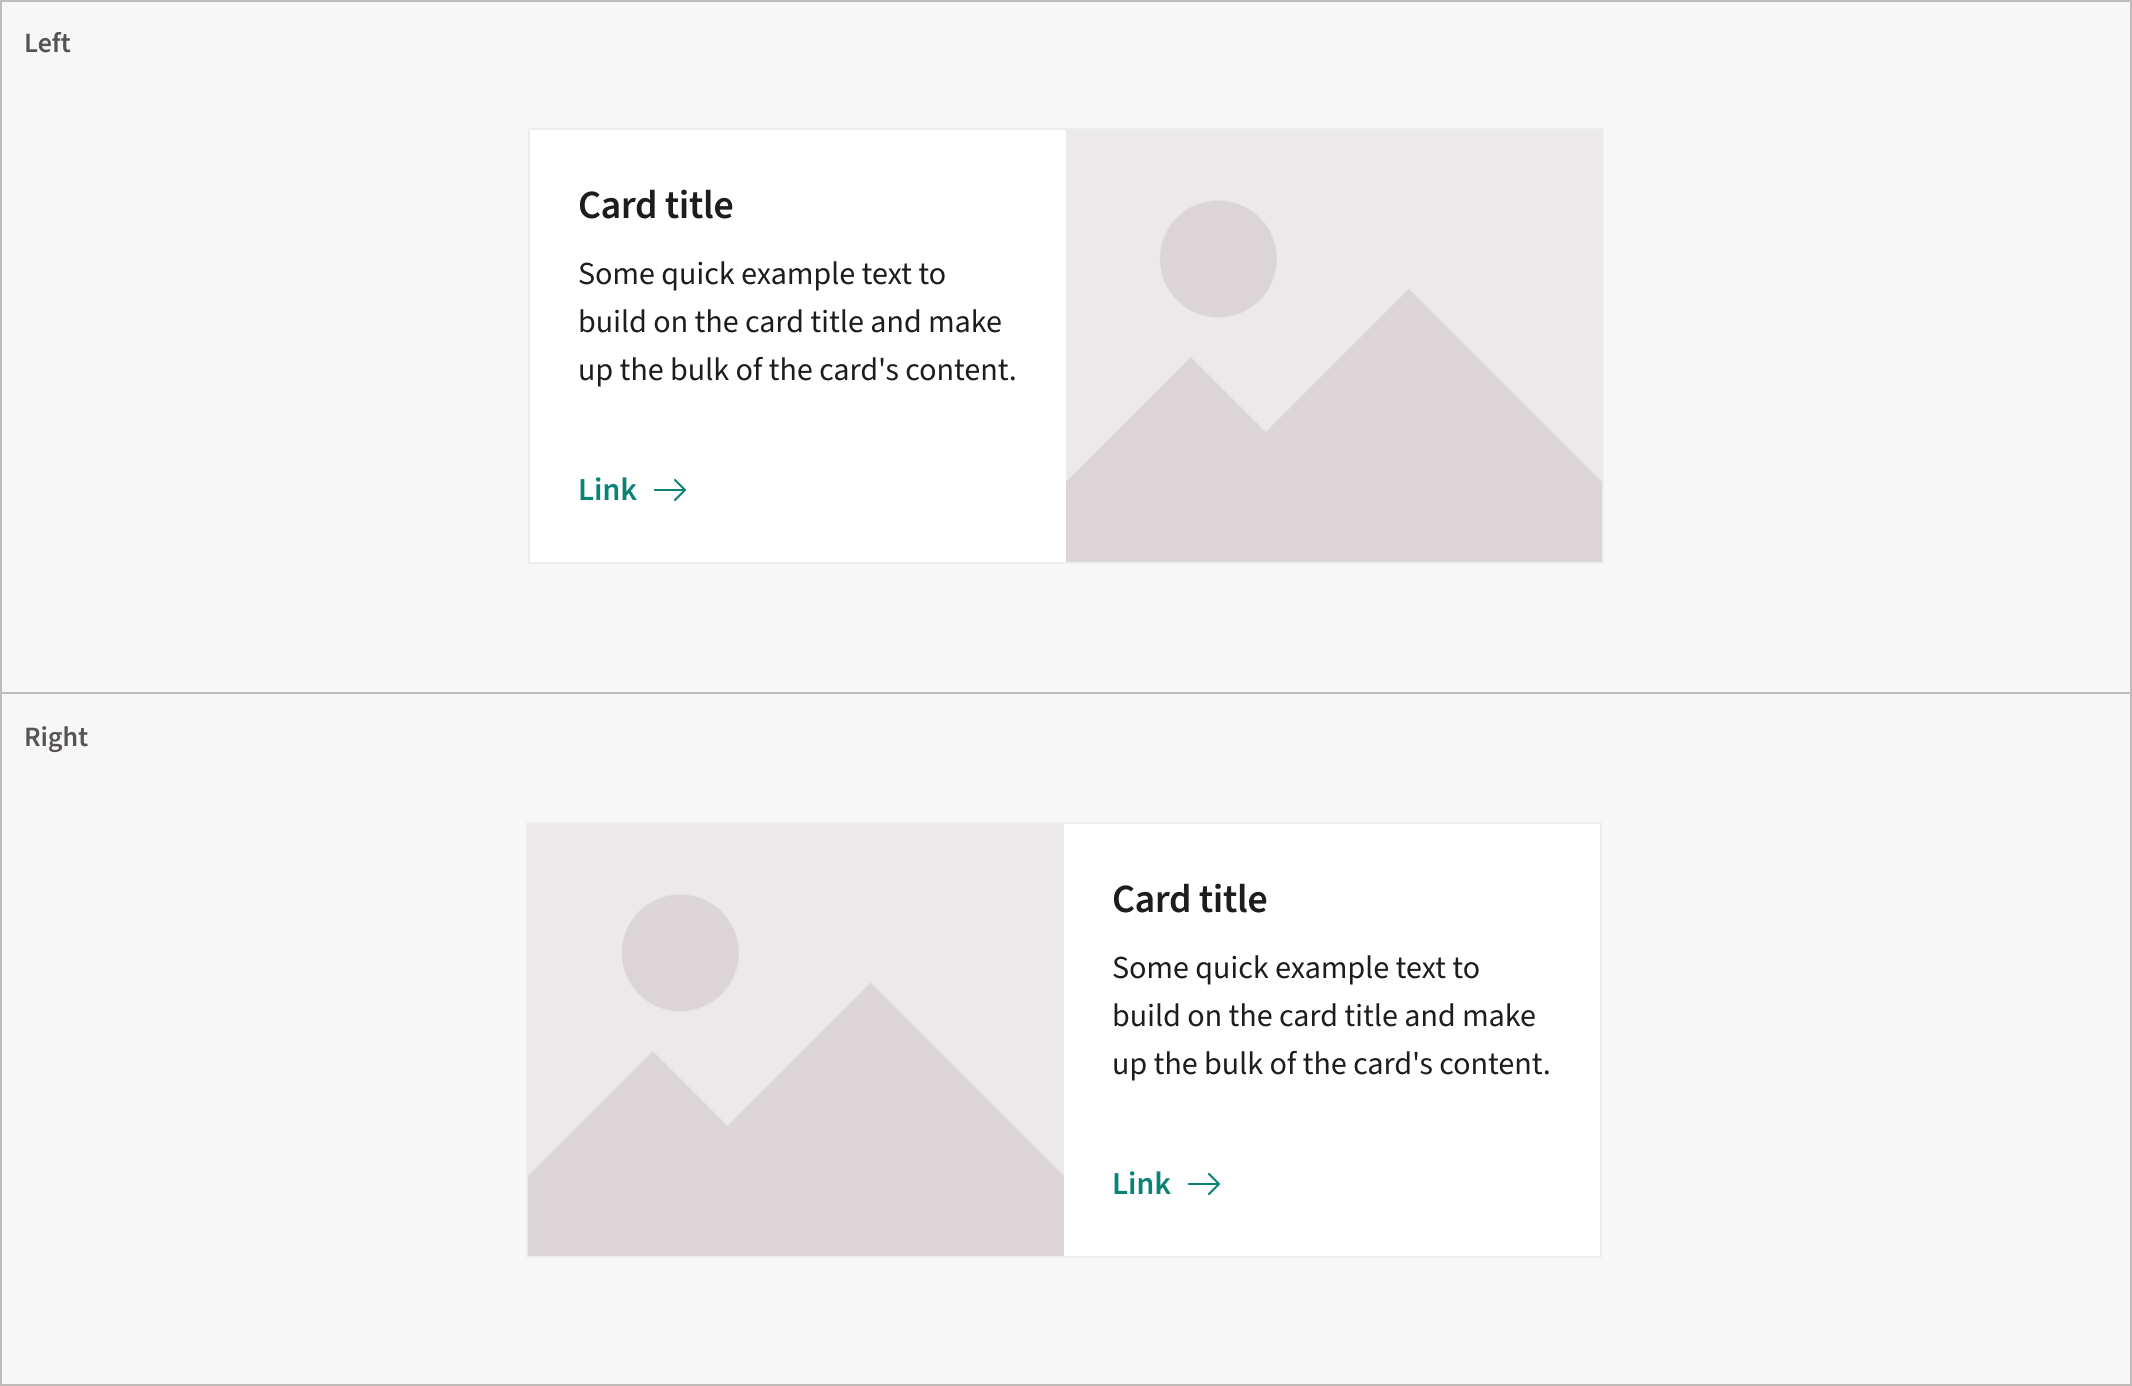 Left
Card title
Some quick example text to
build on the card title and make
up the bulk of the card's content.
Link
Right
Card title
Some quick example text to
build on the card title and make
up the bulk of the card's content.
Link